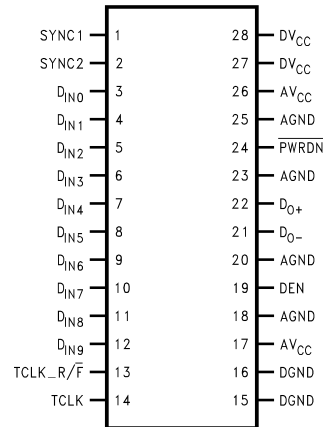 SYNC1 1 28 DVCC
SYNC2 2 27 DVCC
DIN0 3 26 AVCC
DIN1 4 25 AGND
DIN2 5 24 P̅W̅R̅D̅N̅
DIN3 6 23 AGND
DIN4 7 22 DO+
DIN5 8 21 DO−
DIN6 9 20 AGND
DIN7 10 19 DEN
DIN8 11 18 AGND
DIN9 12 17 AVCC
TCLK_R/F̅ 13 16 DGND
TCLK 14 15 DGND